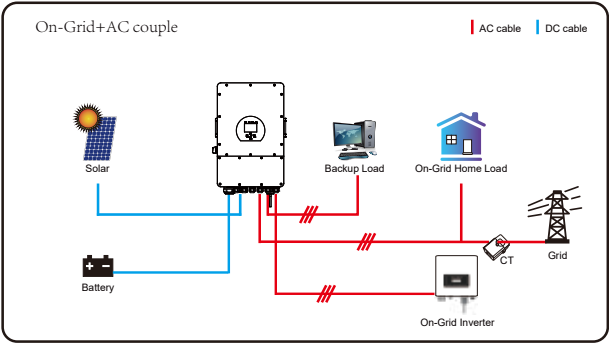 On-Grid+AC couple
AC cable
DC cable
Solar
Backup Load
On-Grid Home Load
CT
Grid
Battery
On-Grid Inverter